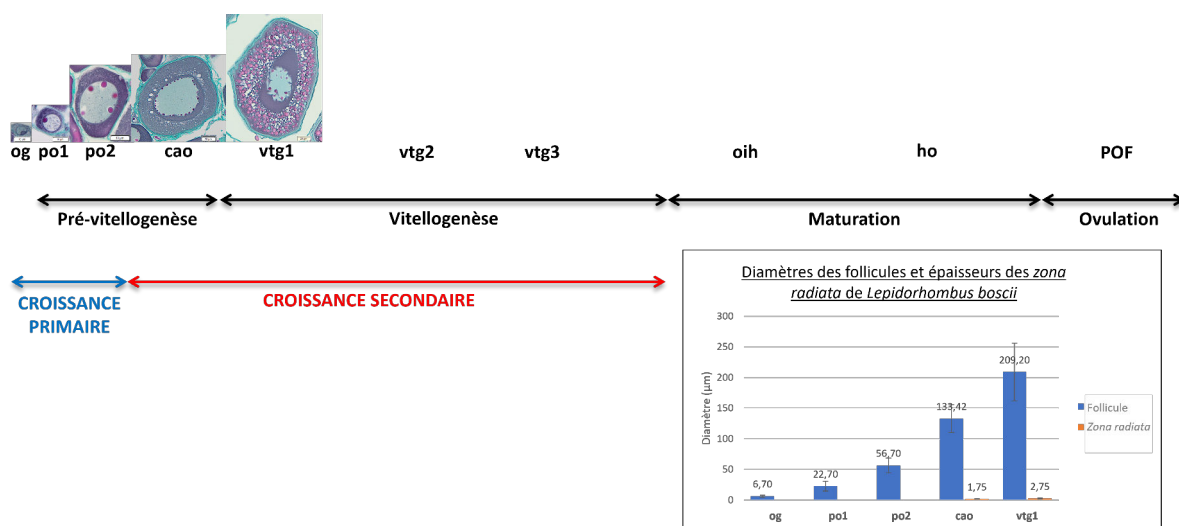 og po1 po2 cao vtg1 vtg2 vtg3 oih ho POF
Pré-vitellogenèse Vitellogenèse Maturation Ovulation
CROISSANCE
PRIMAIRE
CROISSANCE SECONDAIRE
Diamètres des follicules et épaisseurs des zona
radiata de Lepidorhombus boscii
Diamètre (µm)
300
250
200
150
100
50
0
6,70
22,70
56,70
133,42
1,75
209,20
2,75
og po1 po2 cao vtg1
Follicule
Zona radiata